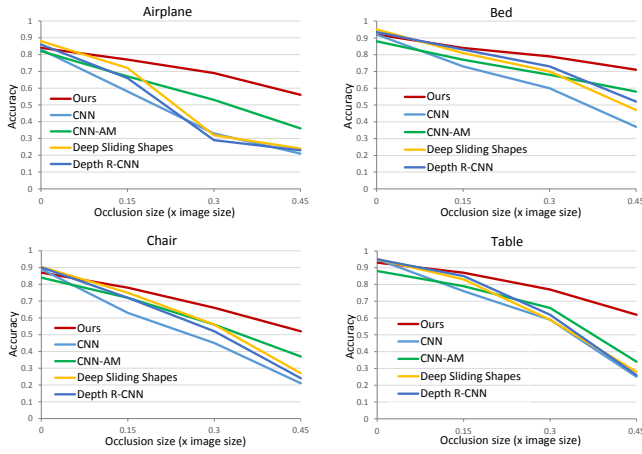 Airplane
1
0.9
0.8
0.7
0.6
0.5
0.4
0.3
0.2
0.1
0
Accuracy
Ours
CNN
CNN-AM
Deep Sliding Shapes
Depth R-CNN
0 0.15 0.3 0.45
Occlusion size (x image size)
Bed
1
0.9
0.8
0.7
0.6
0.5
0.4
0.3
0.2
0.1
0
Accuracy
Ours
CNN
CNN-AM
Deep Sliding Shapes
Depth R-CNN
0 0.15 0.3 0.45
Occlusion size (x image size)
Chair
1
0.9
0.8
0.7
0.6
0.5
0.4
0.3
0.2
0.1
0
Accuracy
Ours
CNN
CNN-AM
Deep Sliding Shapes
Depth R-CNN
0 0.15 0.3 0.45
Occlusion size (x image size)
Table
1
0.9
0.8
0.7
0.6
0.5
0.4
0.3
0.2
0.1
0
Accuracy
Ours
CNN
CNN-AM
Deep Sliding Shapes
Depth R-CNN
0 0.15 0.3 0.45
Occlusion size (x image size)